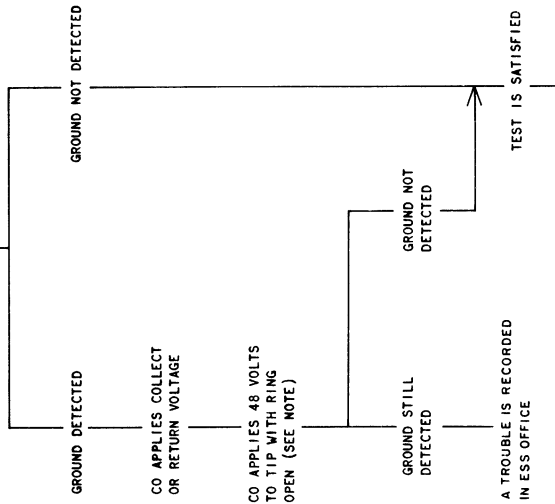 GROUND DETECTED
GROUND NOT DETECTED
CO APPLIES COLLECT
OR RETURN VOLTAGE
CO APPLIES 48 VOLTS
TO TIP WITH RING
OPEN (SEE NOTE)
GROUND STILL
DETECTED
GROUND NOT
DETECTED
A TROUBLE IS RECORDED
IN ESS OFFICE
TEST IS SATISFIED